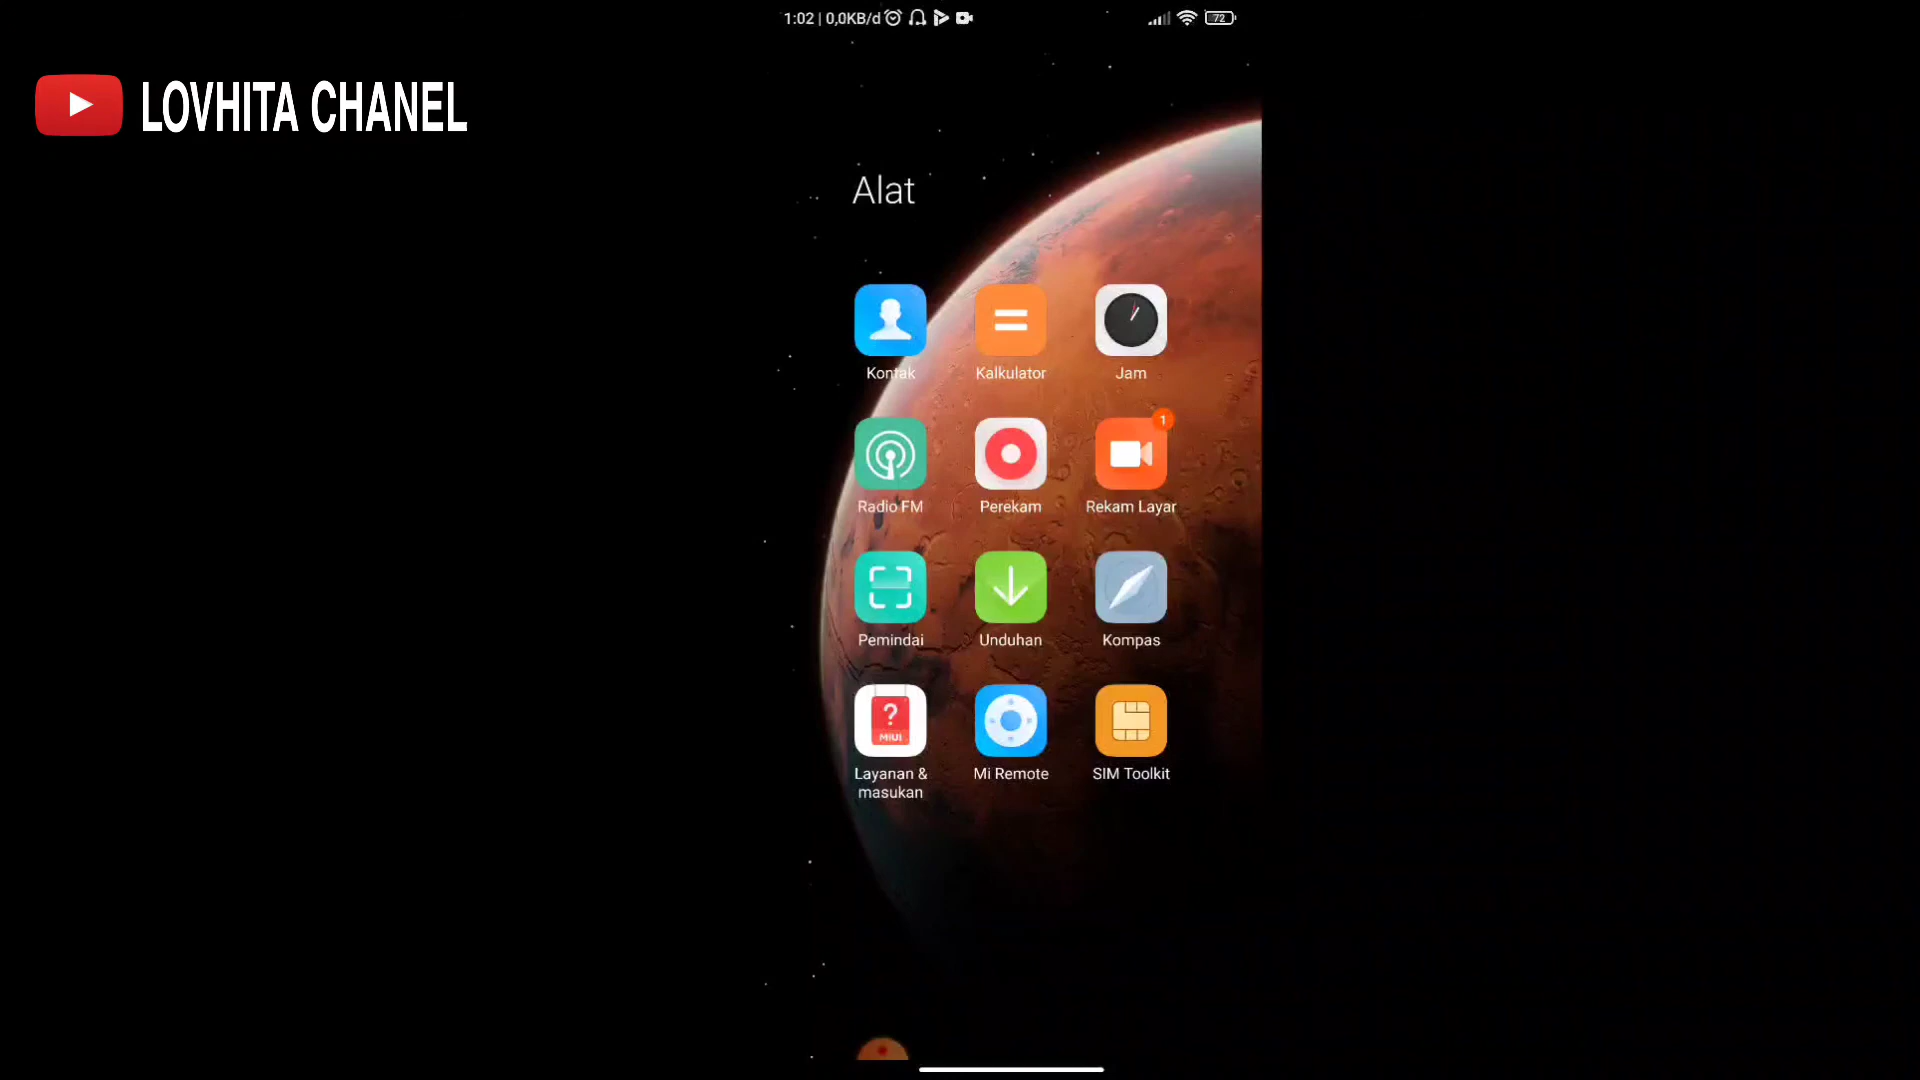 1:02 | 0,0KB/d
72
LOVHITA CHANEL
Alat
Kontak
Kalkulator
Jam
1
Radio FM
Perekam
Rekam Layar
Pemindai
Unduhan
Kompas
?
MIUI
Layanan &
masukan
Mi Remote
SIM Toolkit